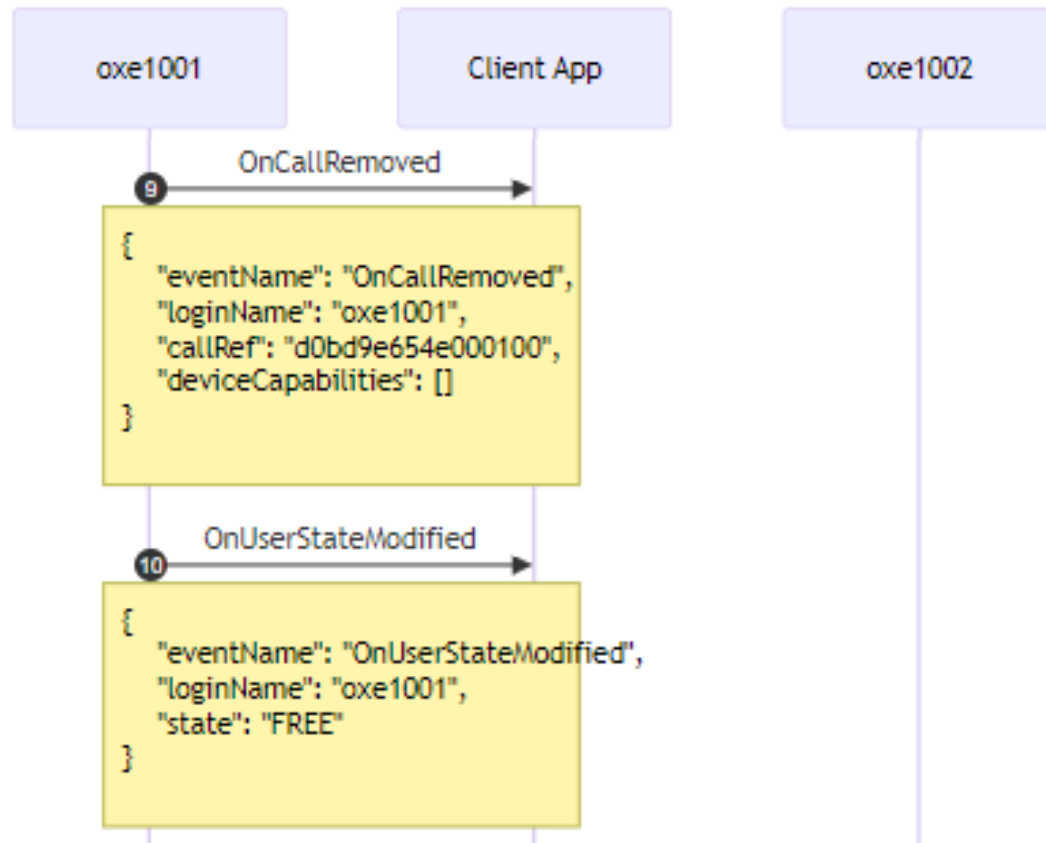 oxe1001
Client App
oxe1002
OnCallRemoved
9
{
"eventName": "OnCallRemoved",
"loginName": "oxe1001",
"callRef": "d0bd9e654e000100",
"deviceCapabilities": []
}
OnUserStateModified
10
{
"eventName": "OnUserStateModified",
"loginName": "oxe1001",
"state": "FREE"
}